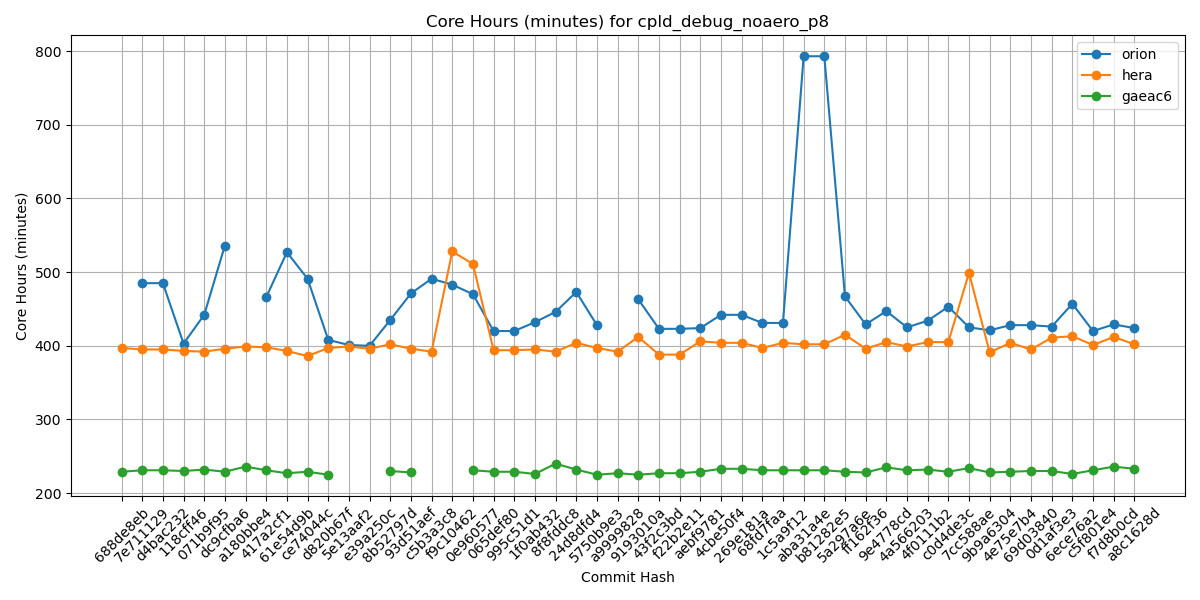 Core Hours (minutes) for cpld_debug_noaero_p8
orion
hera
gaeac6
Core Hours (minutes)
800
700
600
500
400
300
200
688de8eb
7e711129
d4bac232
118cff46
071b9f95
dc9cfba6
a180bbe4
417a2cf1
61e54d9b
ce74044c
d820b67f
5e13aaf2
e39a250c
8b52797d
93d51aef
c5b3a3c8
f9c10462
0e960577
065def80
995c51d1
1f0ab432
8f8fdfc8
24d8dfd4
5750b9e3
a9999828
9193010a
43f253bd
f22b2e11
aebf9781
4cbe50f4
269e181a
68fd7faa
1c5a9f12
aba31a4e
b81282e5
5a297a6e
ff162f36
9e4778cd
4a566203
4f011b2
c0d4de3c
7cc588ae
9b9a6304
4e75e7b4
69d03840
0d1af3e3
6ece76a2
c5f801e4
f7d8b0cd
a8c1628d
Commit Hash